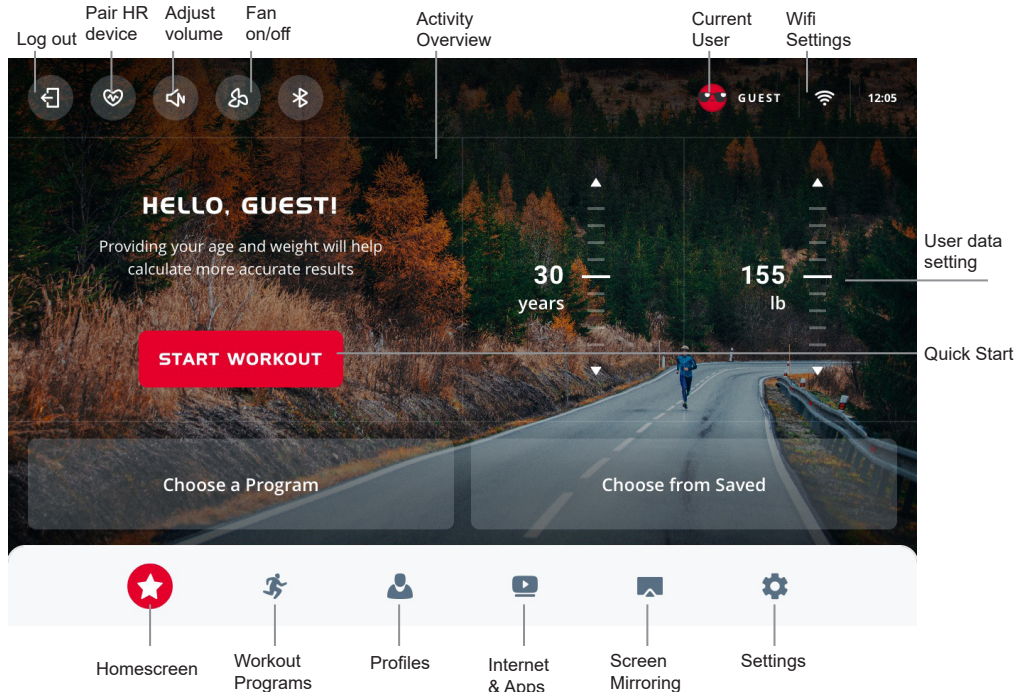 Log out
Pair HR
device
Adjust
volume
Fan
on/off
Activity
Overview
Current
User
Wifi
Settings
GUEST
12:05
HELLO, GUEST!
Providing your age and weight will help
calculate more accurate results
30
years
155
lb
User data
setting
START WORKOUT
Quick Start
Choose a Program
Choose from Saved
Homescreen
Workout
Programs
Profiles
Internet
& Apps
Screen
Mirroring
Settings